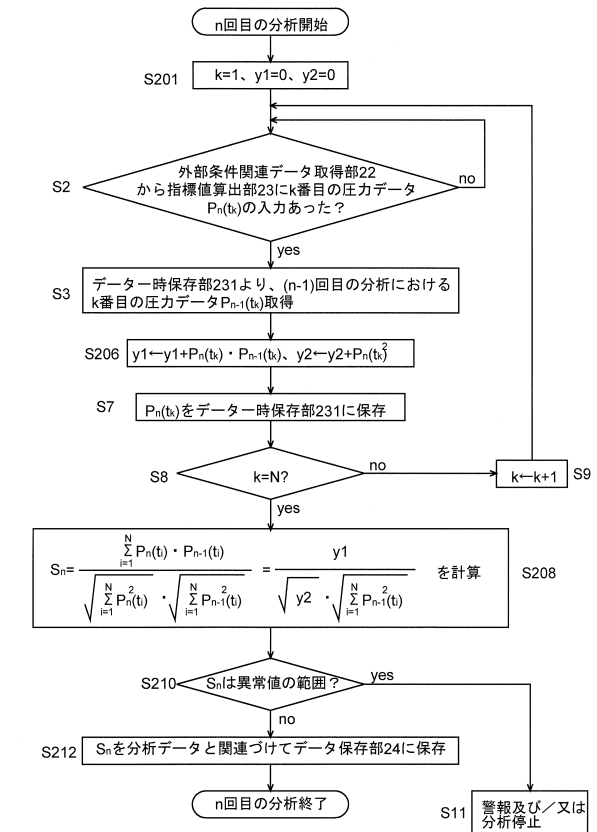 n回目の分析開始
S201
k=1、y1=0、y2=0
S2
外部条件関連データ取得部22
から指標値算出部23にk番目の圧力データ
Pn(tk)の入力あった？
no
yes
S3
データ一時保存部231より、(n-1)回目の分析における
k番目の圧力データPn-1(tk)取得
S206
y1←y1+Pn(tk)・Pn-1(tk)、y2←y2+Pn(tk)²
S7
Pn(tk)をデータ一時保存部231に保存
S8
k=N?
no
k←k+1
S9
yes
Sn= Σ(i=1..N) Pn(ti)・Pn-1(ti) / √(Σ(i=1..N) Pn²(ti))・√(Σ(i=1..N) Pn-1²(ti)) = y1 / √y2・√(Σ(i=1..N) Pn-1²(ti)) を計算
S208
S210
Snは異常値の範囲？
yes
no
S212
Snを分析データと関連づけてデータ保存部24に保存
n回目の分析終了
S11
警報及び／又は
分析停止